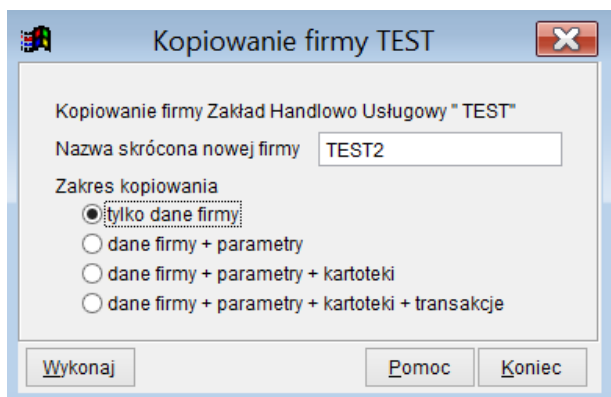 Kopiowanie firmy TEST
Kopiowanie firmy Zakład Handlowo Usługowy " TEST"
Nazwa skrócona nowej firmy TEST2
Zakres kopiowania
tylko dane firmy
dane firmy + parametry
dane firmy + parametry + kartoteki
dane firmy + parametry + kartoteki + transakcje
Wykonaj Pomoc Koniec